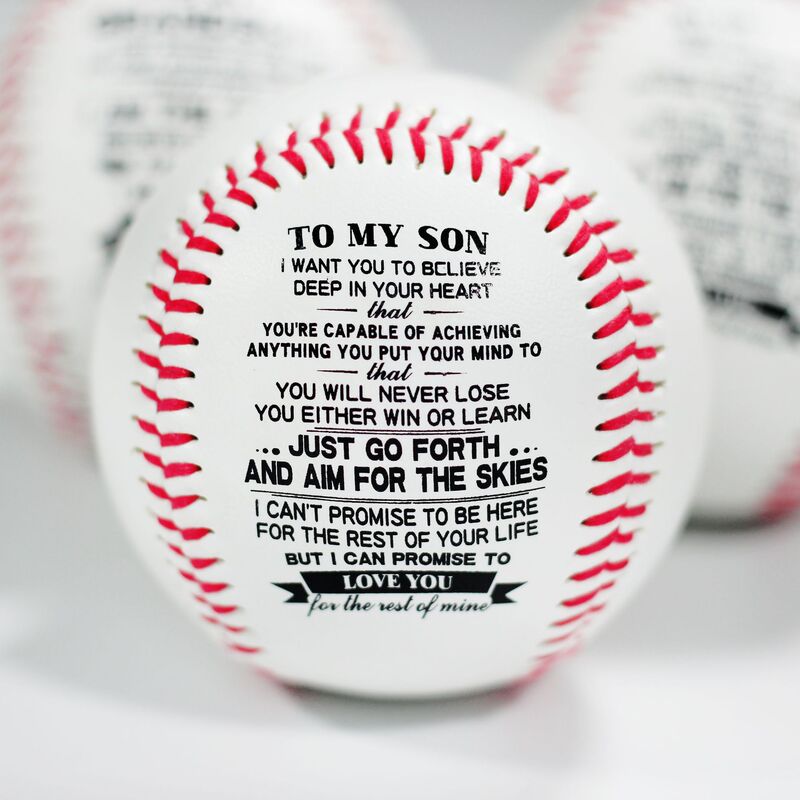 TO MY SON
I WANT YOU TO BELIEVE
DEEP IN YOUR HEART
that
YOU'RE CAPABLE OF ACHIEVING
ANYTHING YOU PUT YOUR MIND TO
that
YOU WILL NEVER LOSE
YOU EITHER WIN OR LEARN
... JUST GO FORTH ...
AND AIM FOR THE SKIES
I CAN'T PROMISE TO BE HERE
FOR THE REST OF YOUR LIFE
BUT I CAN PROMISE TO
LOVE YOU
for the rest of mine